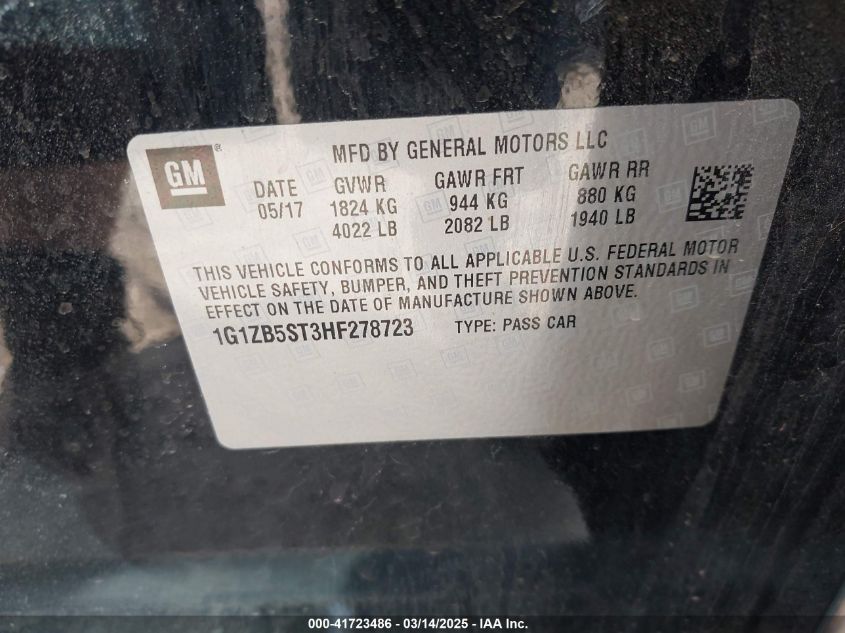 GM
®
MFD BY GENERAL MOTORS LLC
DATE GVWR GAWR FRT GAWR RR
05/17 1824 KG 944 KG 880 KG
4022 LB 2082 LB 1940 LB
THIS VEHICLE CONFORMS TO ALL APPLICABLE U.S. FEDERAL MOTOR
VEHICLE SAFETY, BUMPER, AND THEFT PREVENTION STANDARDS IN
EFFECT ON THE DATE OF MANUFACTURE SHOWN ABOVE.
1G1ZB5ST3HF278723 TYPE: PASS CAR
000-41723486 - 03/14/2025 - IAA Inc.